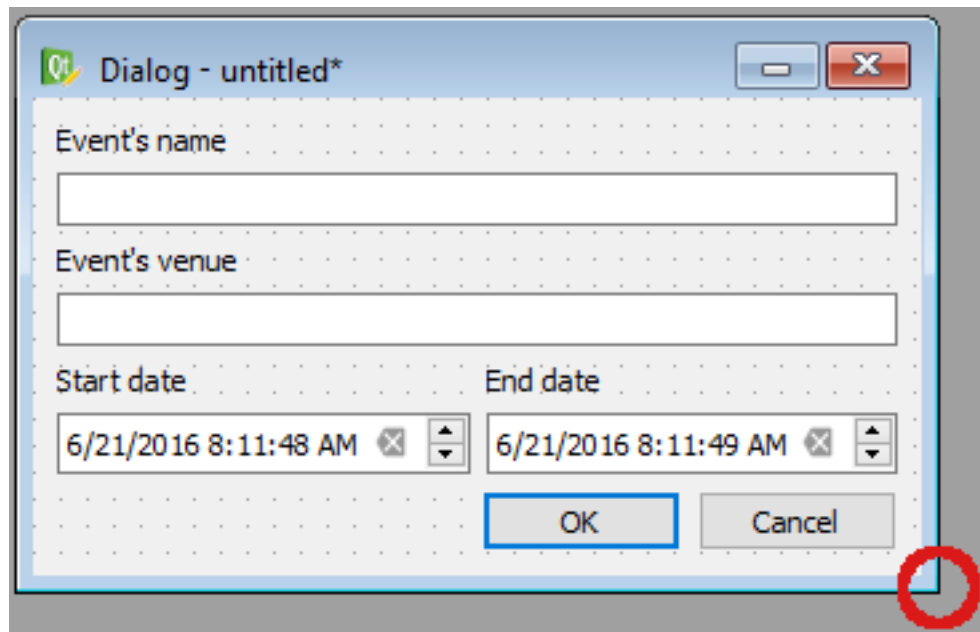 Qt Dialog - untitled*
Event's name
Event's venue
Start date End date
6/21/2016 8:11:48 AM 6/21/2016 8:11:49 AM
OK Cancel